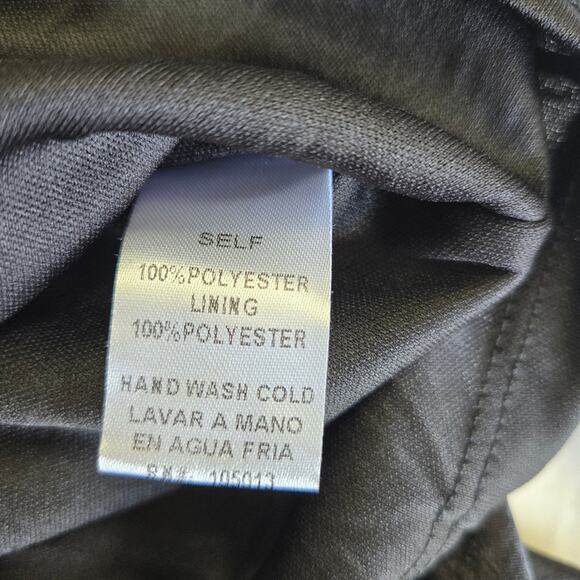 SELF
100%POLYESTER
LINING
100%POLYESTER
HAND WASH COLD
LAVAR A MANO
EN AGUA FRIA
RN#: 105013